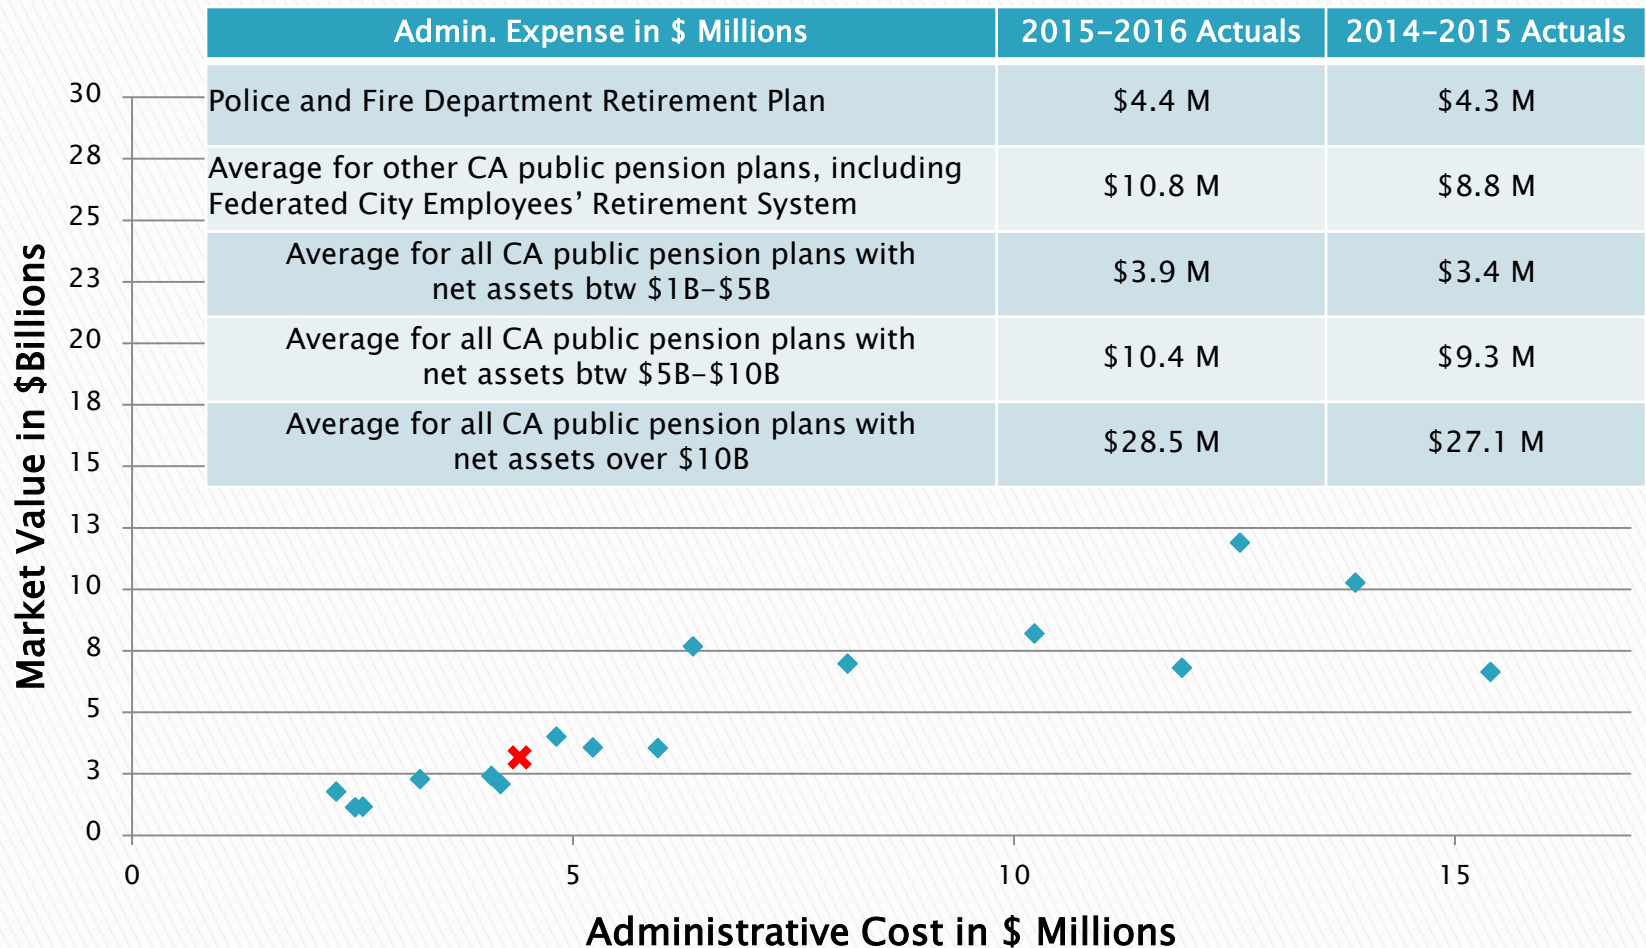 Admin. Expense in $ Millions 2015-2016 Actuals 2014-2015 Actuals
Police and Fire Department Retirement Plan $4.4 M $4.3 M
Average for other CA public pension plans, including
Federated City Employees’ Retirement System $10.8 M $8.8 M
Average for all CA public pension plans with
net assets btw $1B-$5B $3.9 M $3.4 M
Average for all CA public pension plans with
net assets btw $5B-$10B $10.4 M $9.3 M
Average for all CA public pension plans with
net assets over $10B $28.5 M $27.1 M
Market Value in $Billions
30
28
25
23
20
18
15
13
10
8
5
3
0
0 5 10 15
Administrative Cost in $ Millions